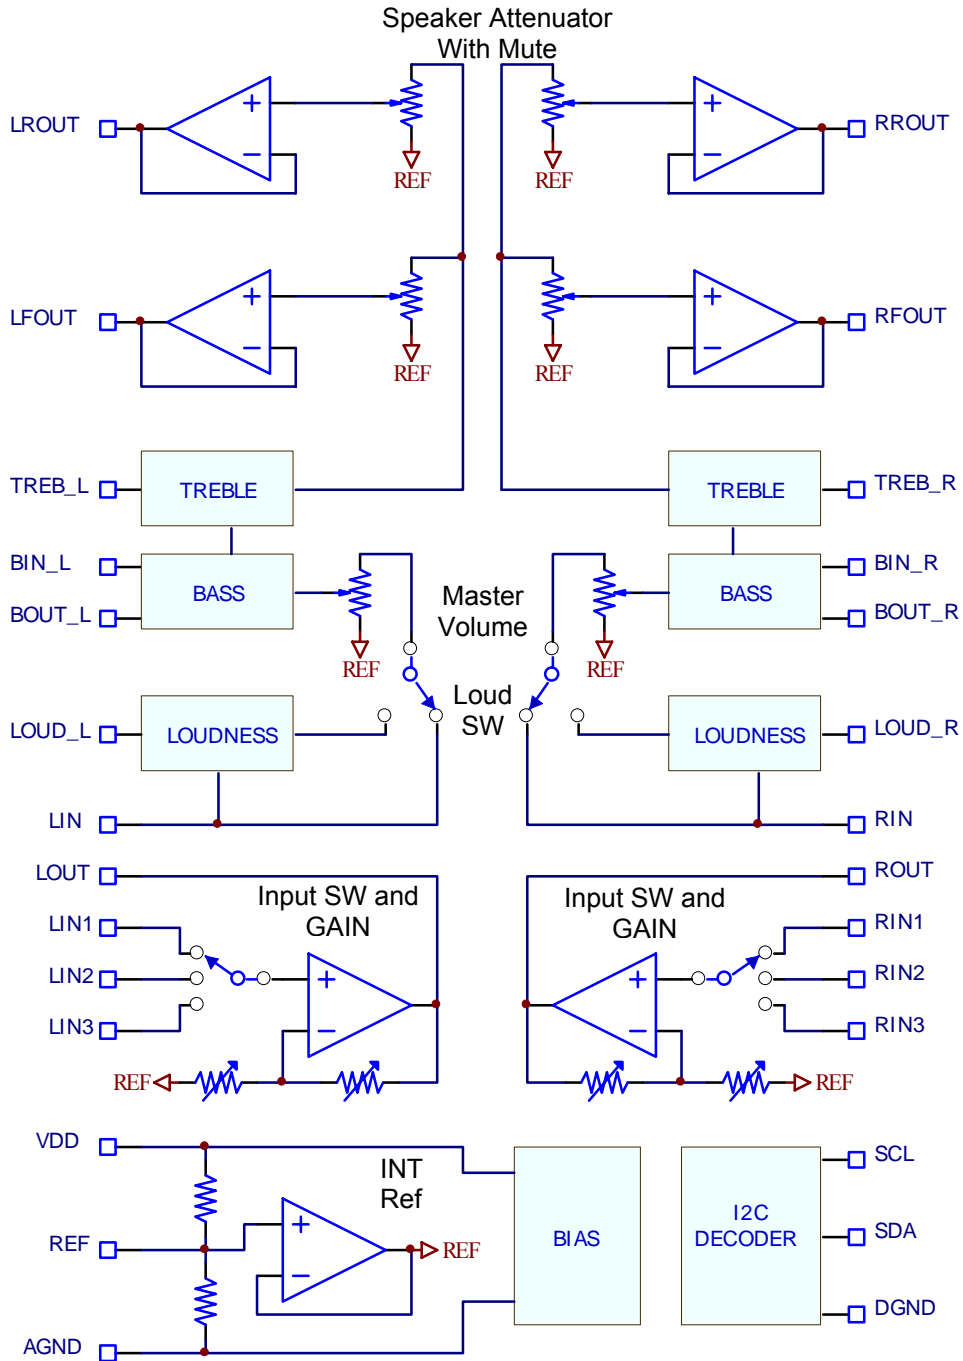 Speaker Attenuator
With Mute
LROUT
RROUT
REF
REF
LFOUT
RFOUT
REF
REF
TREB_L
TREBLE
TREBLE
TREB_R
BIN_L
BIN_R
BASS
BASS
BOUT_L
BOUT_R
Master
Volume
REF
REF
Loud
SW
LOUD_L
LOUDNESS
LOUDNESS
LOUD_R
LIN
RIN
LOUT
ROUT
Input SW and
GAIN
Input SW and
GAIN
LIN1
RIN1
LIN2
RIN2
LIN3
RIN3
REF
REF
VDD
INT
Ref
SCL
REF
REF
BIAS
I2C
DECODER
SDA
DGND
AGND